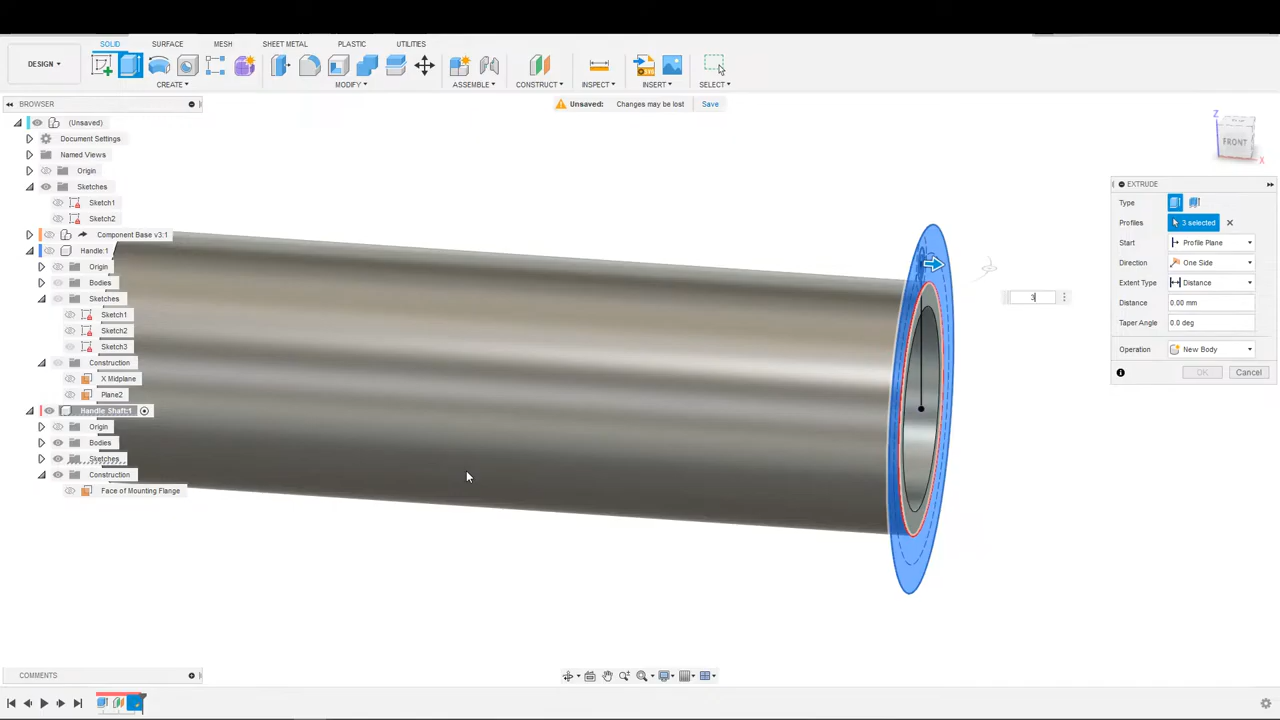 SOLID SURFACE MESH SHEET METAL PLASTIC UTILITIES
DESIGN
CREATE MODIFY ASSEMBLE CONSTRUCT INSPECT INSERT SELECT
BROWSER
Unsaved: Changes may be lost Save
(Unsaved)
Document Settings
Named Views
Origin
Sketches
Sketch1
Sketch2
Component Base v3:1
Handle:1
Origin
Bodies
Sketches
Sketch1
Sketch2
Sketch3
Construction
X Midplane
Plane2
Handle Shaft:1
Origin
Bodies
Sketches
Construction
Face of Mounting Flange
Z
FRONT
X
EXTRUDE
Type
Profiles 3 selected
Start Profile Plane
Direction One Side
Extent Type Distance
Distance 0.00 mm
Taper Angle 0.0 deg
Operation New Body
OK Cancel
3
COMMENTS